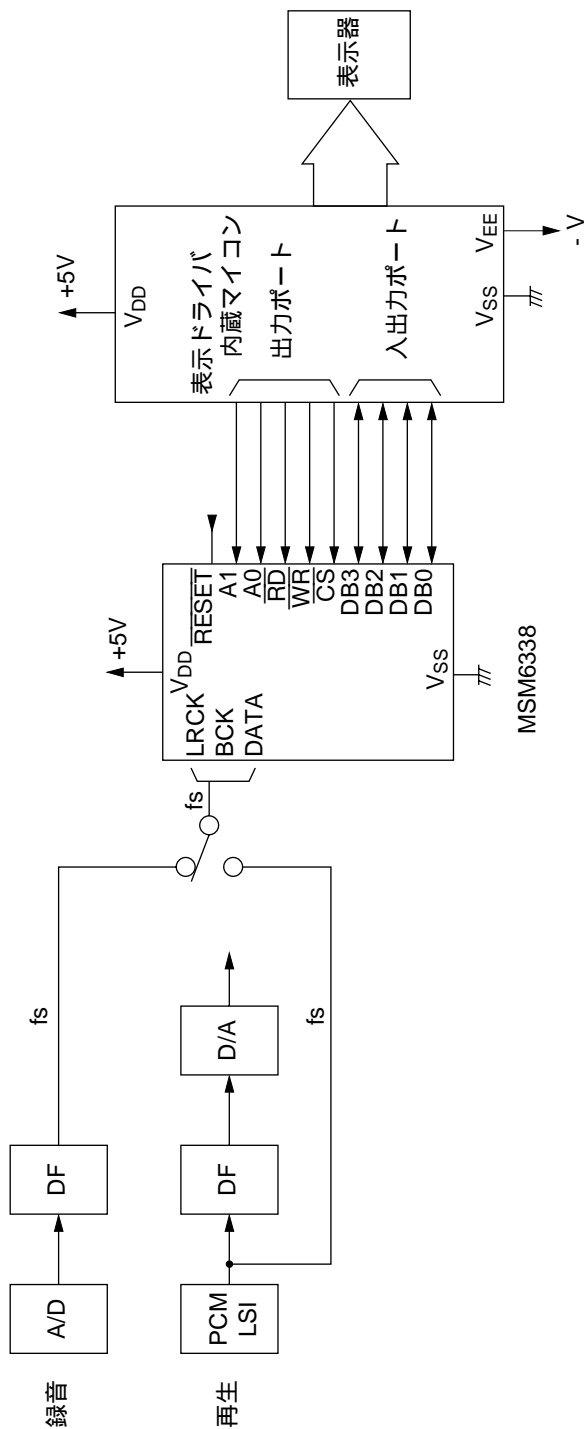 録音
A/D
DF
fs
再生
PCM
LSI
DF
D/A
fs
fs
+5V
VDD
LRCK
BCK
DATA
RESET
A1
A0
RD
WR
CS
DB3
DB2
DB1
DB0
VSS
MSM6338
+5V
VDD
表示ドライバ
内蔵マイコン
出力ポート
入出力ポート
VSS
VEE
- V
表示器